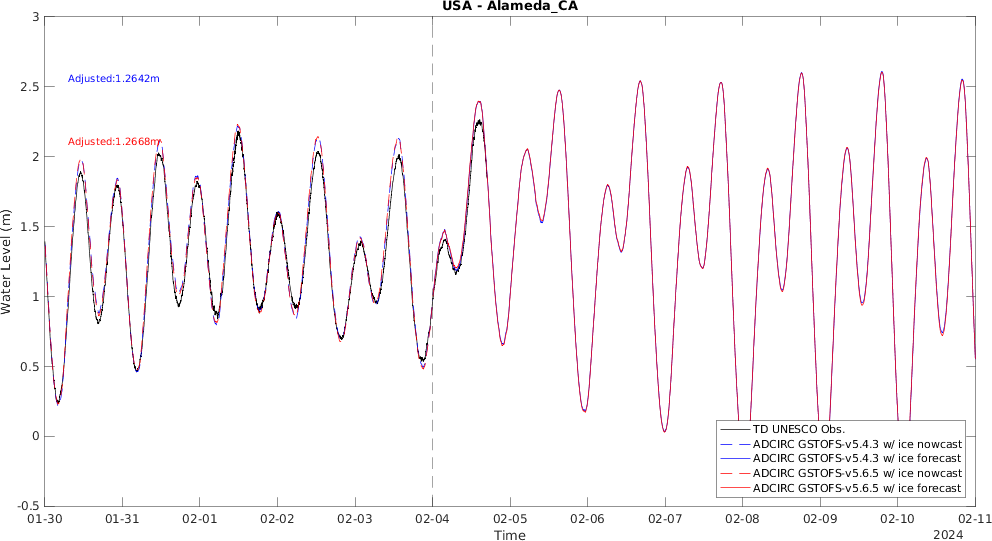 USA - Alameda_CA
3
2.5
2
1.5
1
0.5
0
-0.5
Water Level (m)
Adjusted:1.2642m
Adjusted:1.2668m
TD UNESCO Obs.
ADCIRC GSTOFS-v5.4.3 w/ ice nowcast
ADCIRC GSTOFS-v5.4.3 w/ ice forecast
ADCIRC GSTOFS-v5.6.5 w/ ice nowcast
ADCIRC GSTOFS-v5.6.5 w/ ice forecast
01-30 01-31 02-01 02-02 02-03 02-04 02-05 02-06 02-07 02-08 02-09 02-10 02-11
Time
2024